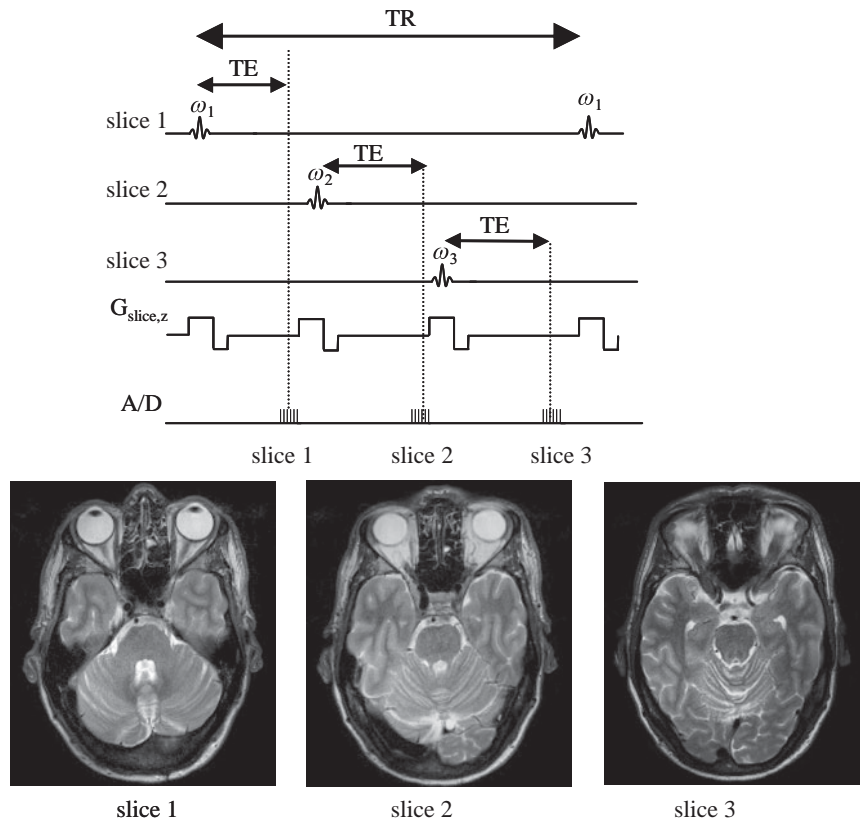 TR
TE
ω1
ω1
slice 1
TE
ω2
slice 2
TE
ω3
slice 3
Gslice,z
A/D
slice 1 slice 2 slice 3
slice 1 slice 2 slice 3